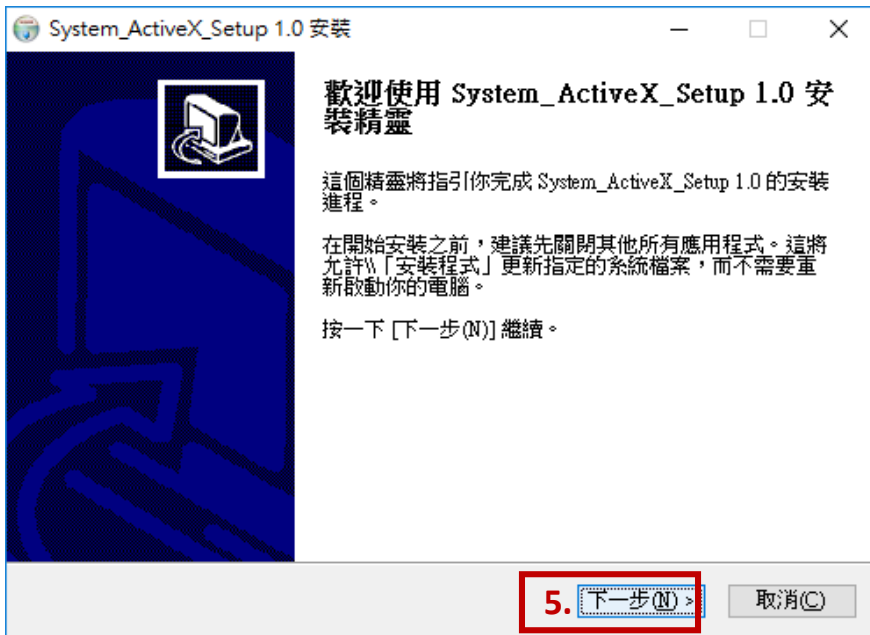 System_ActiveX_Setup 1.0 安裝
歡迎使用 System_ActiveX_Setup 1.0 安
裝精靈
這個精靈將指引你完成 System_ActiveX_Setup 1.0 的安裝
進程。
在開始安裝之前，建議先關閉其他所有應用程式。這將
允許\\「安裝程式」更新指定的系統檔案，而不需要重
新啟動你的電腦。
按一下 [下一步(N)] 繼續。
5. 下一步(N) > 取消(C)